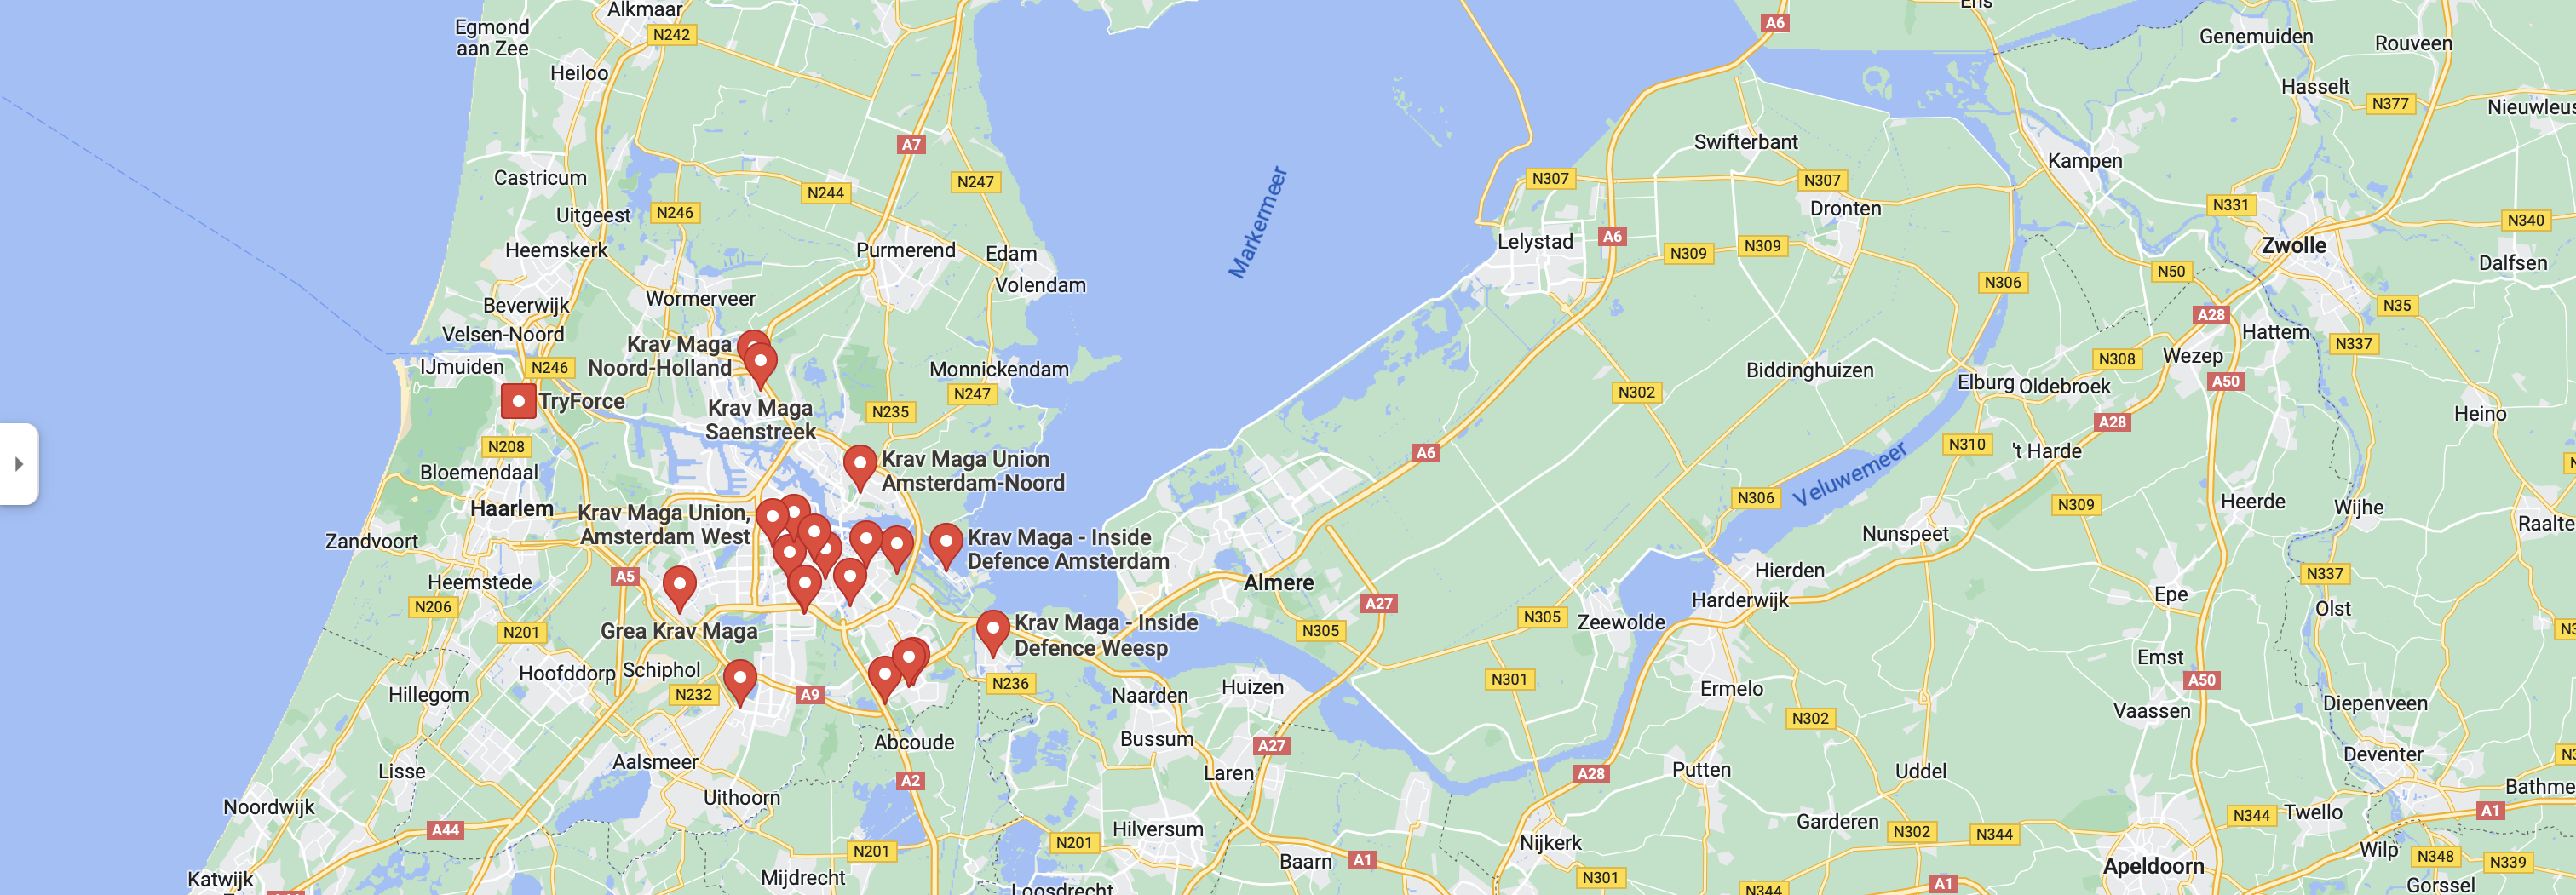 Alkmaar
Ens
Egmond
aan Zee
N242
A6
Genemuiden
Rouveen
Heiloo
Hasselt
N377
Nieuwleus
A7
Swifterbant
Kampen
Castricum
N244
N247
N307
N307
Uitgeest
N246
Dronten
N331
N340
Markermeer
Heemskerk
Purmerend
Edam
Lelystad
A6
N309
N309
Zwolle
Dalfsen
Volendam
N50
N306
Beverwijk
Wormerveer
N35
A28
Velsen-Noord
Hattem
Krav Maga
Noord-Holland
N337
IJmuiden
N246
Monnickendam
Biddinghuizen
N308
Wezep
Elburg
Oldebroek
A50
TryForce
N247
N302
Krav Maga
Saenstreek
N235
A28
Heino
N208
N310
't Harde
A6
Krav Maga Union
Amsterdam-Noord
Bloemendaal
Veluwemeer
N306
N309
Heerde
Wijhe
Haarlem
Krav Maga Union,
Amsterdam West
Raalte
Zandvoort
Krav Maga - Inside
Defence Amsterdam
Nunspeet
A5
Heemstede
Almere
Hierden
N337
N206
A27
Harderwijk
Epe
Olst
N201
Grea Krav Maga
Krav Maga - Inside
Defence Weesp
N305
N305
Zeewolde
Emst
Hoofddorp
Schiphol
N236
N301
A50
Hillegom
N232
A9
Naarden
Huizen
Ermelo
Vaassen
Diepenveen
N302
Abcoude
Bussum
A27
Deventer
Lisse
Aalsmeer
A2
Laren
A28
Putten
Uddel
Bathme
Noordwijk
Uithoorn
Twello
A1
N344
A44
Hilversum
Garderen
N302
N344
N201
N201
Nijkerk
Wilp
N348
N339
Katwijk
Mijdrecht
Baarn
A1
Apeldoorn
Loosdrecht
N301
N344
A1
Gorssel